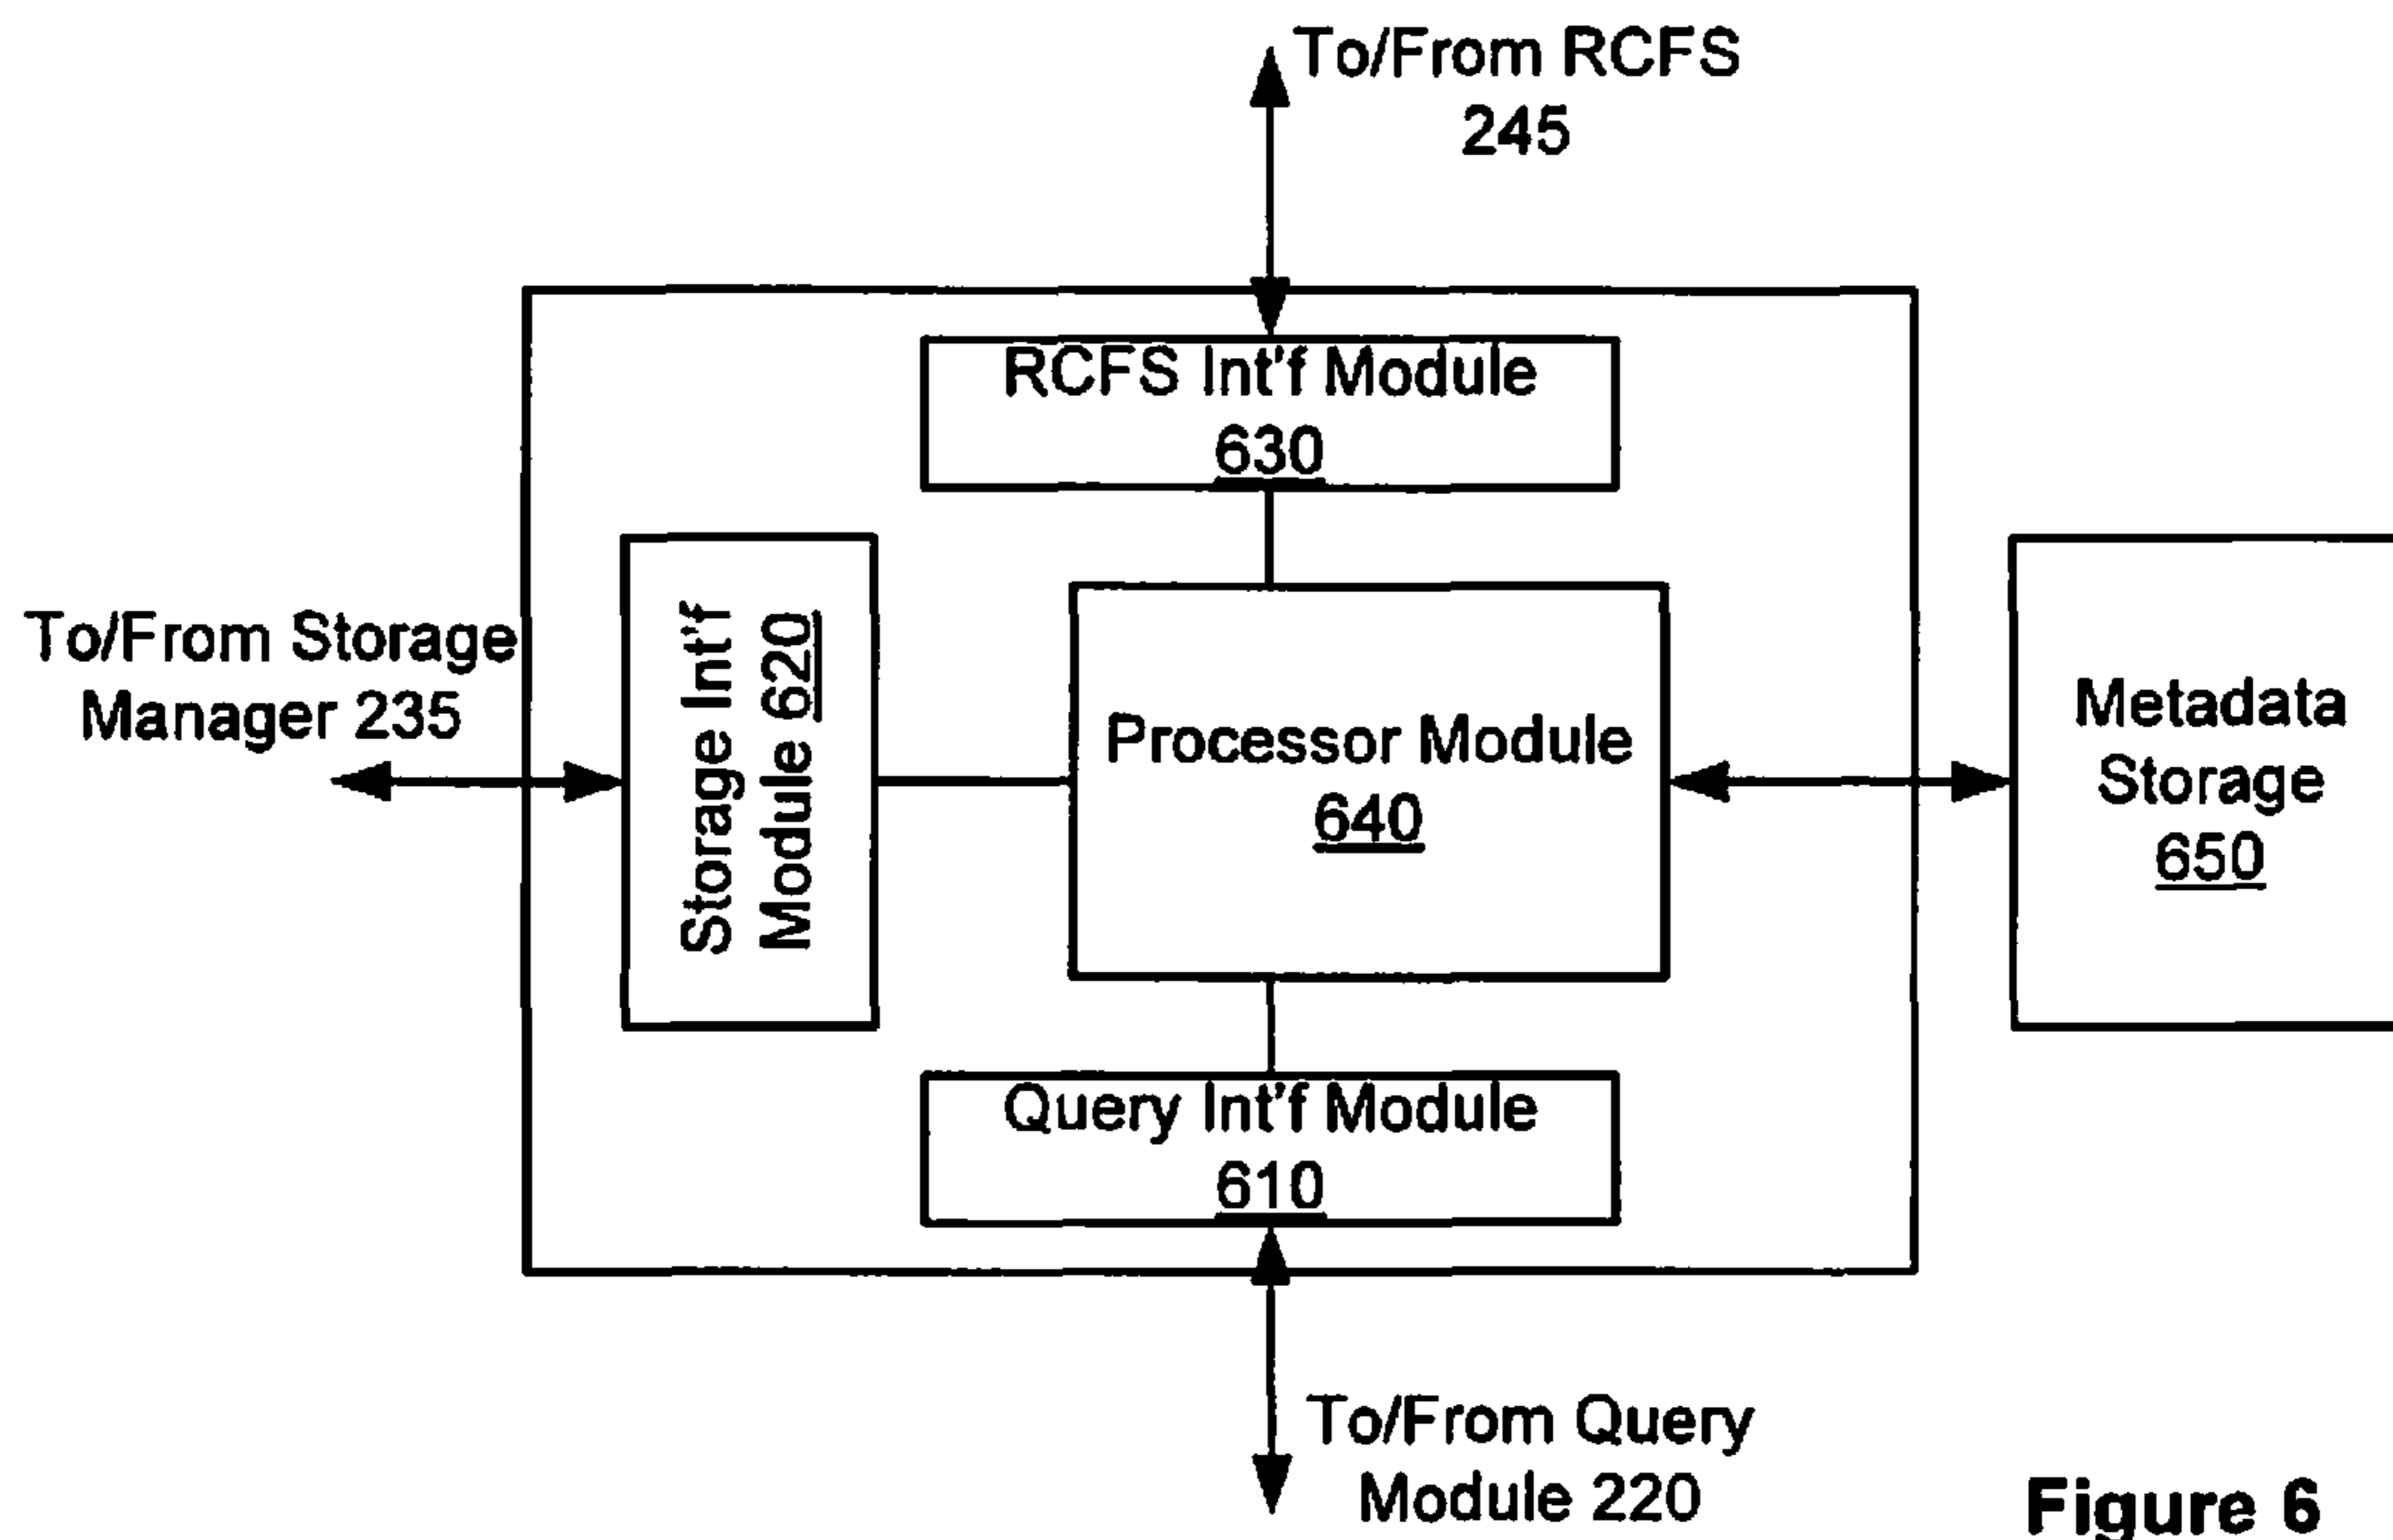 To/From RCFS
245
RCFS Int'f Module
630
To/From Storage
Manager 235
Storage Int'f
Module 620
Processor Module
640
Metadata
Storage
650
Query Int'f Module
610
To/From Query
Module 220
Figure 6